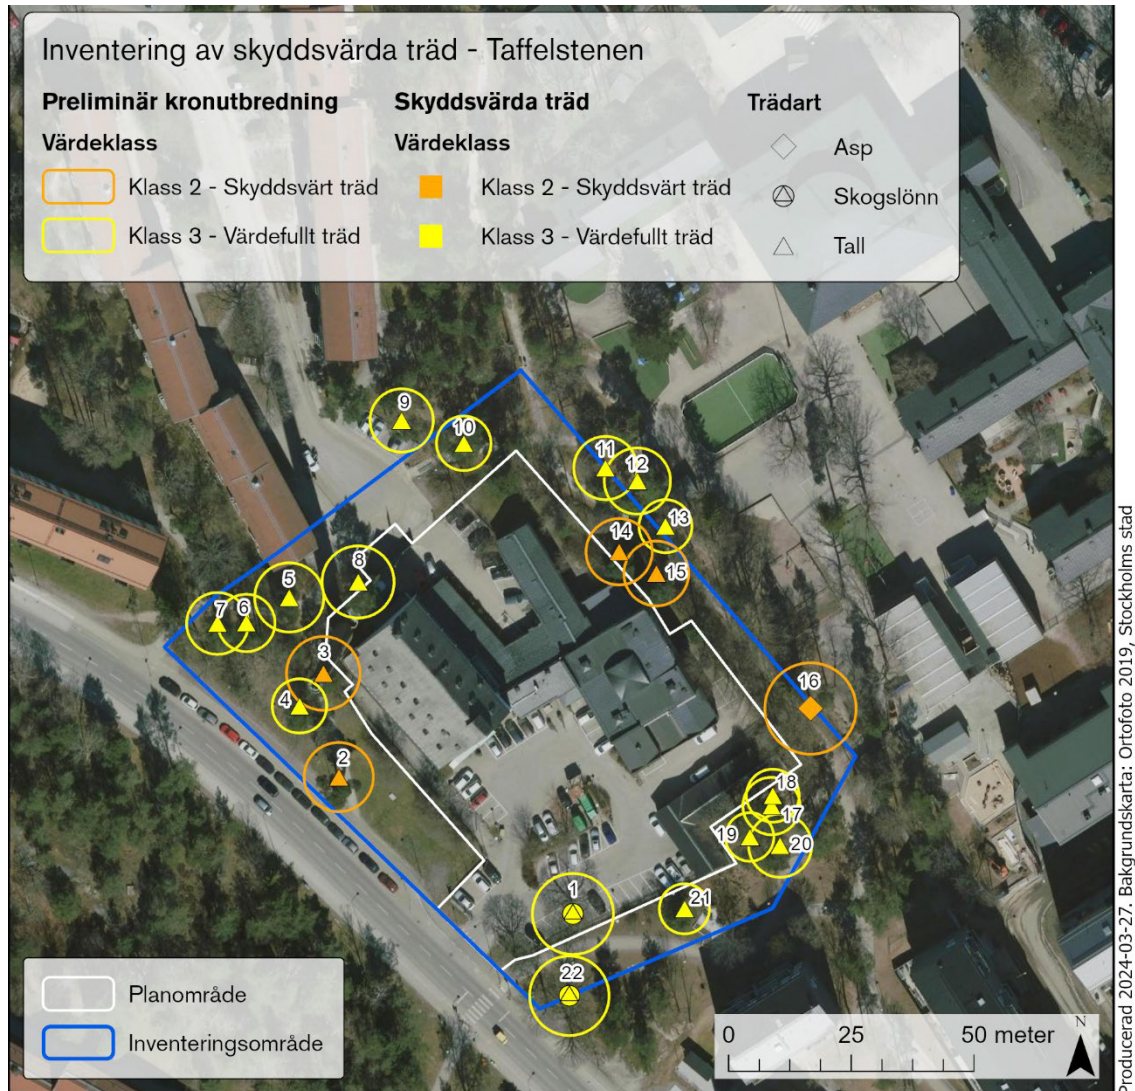 Inventering av skyddsvärda träd - Taffelstenen
Preliminär kronutbredning
Värdeklass
Klass 2 - Skyddsvärt träd
Klass 3 - Värdefullt träd
Skyddsvärda träd
Värdeklass
Klass 2 - Skyddsvärt träd
Klass 3 - Värdefullt träd
Trädart
Asp
Skogslönn
Tall
9
10
11
12
13
14
15
8
5
7
6
3
4
16
2
18
17
19
20
1
21
22
Planområde
Inventeringsområde
0 25 50 meter
N
Producerad 2024-03-27. Bakgrundskarta: Ortofoto 2019, Stockholms stad